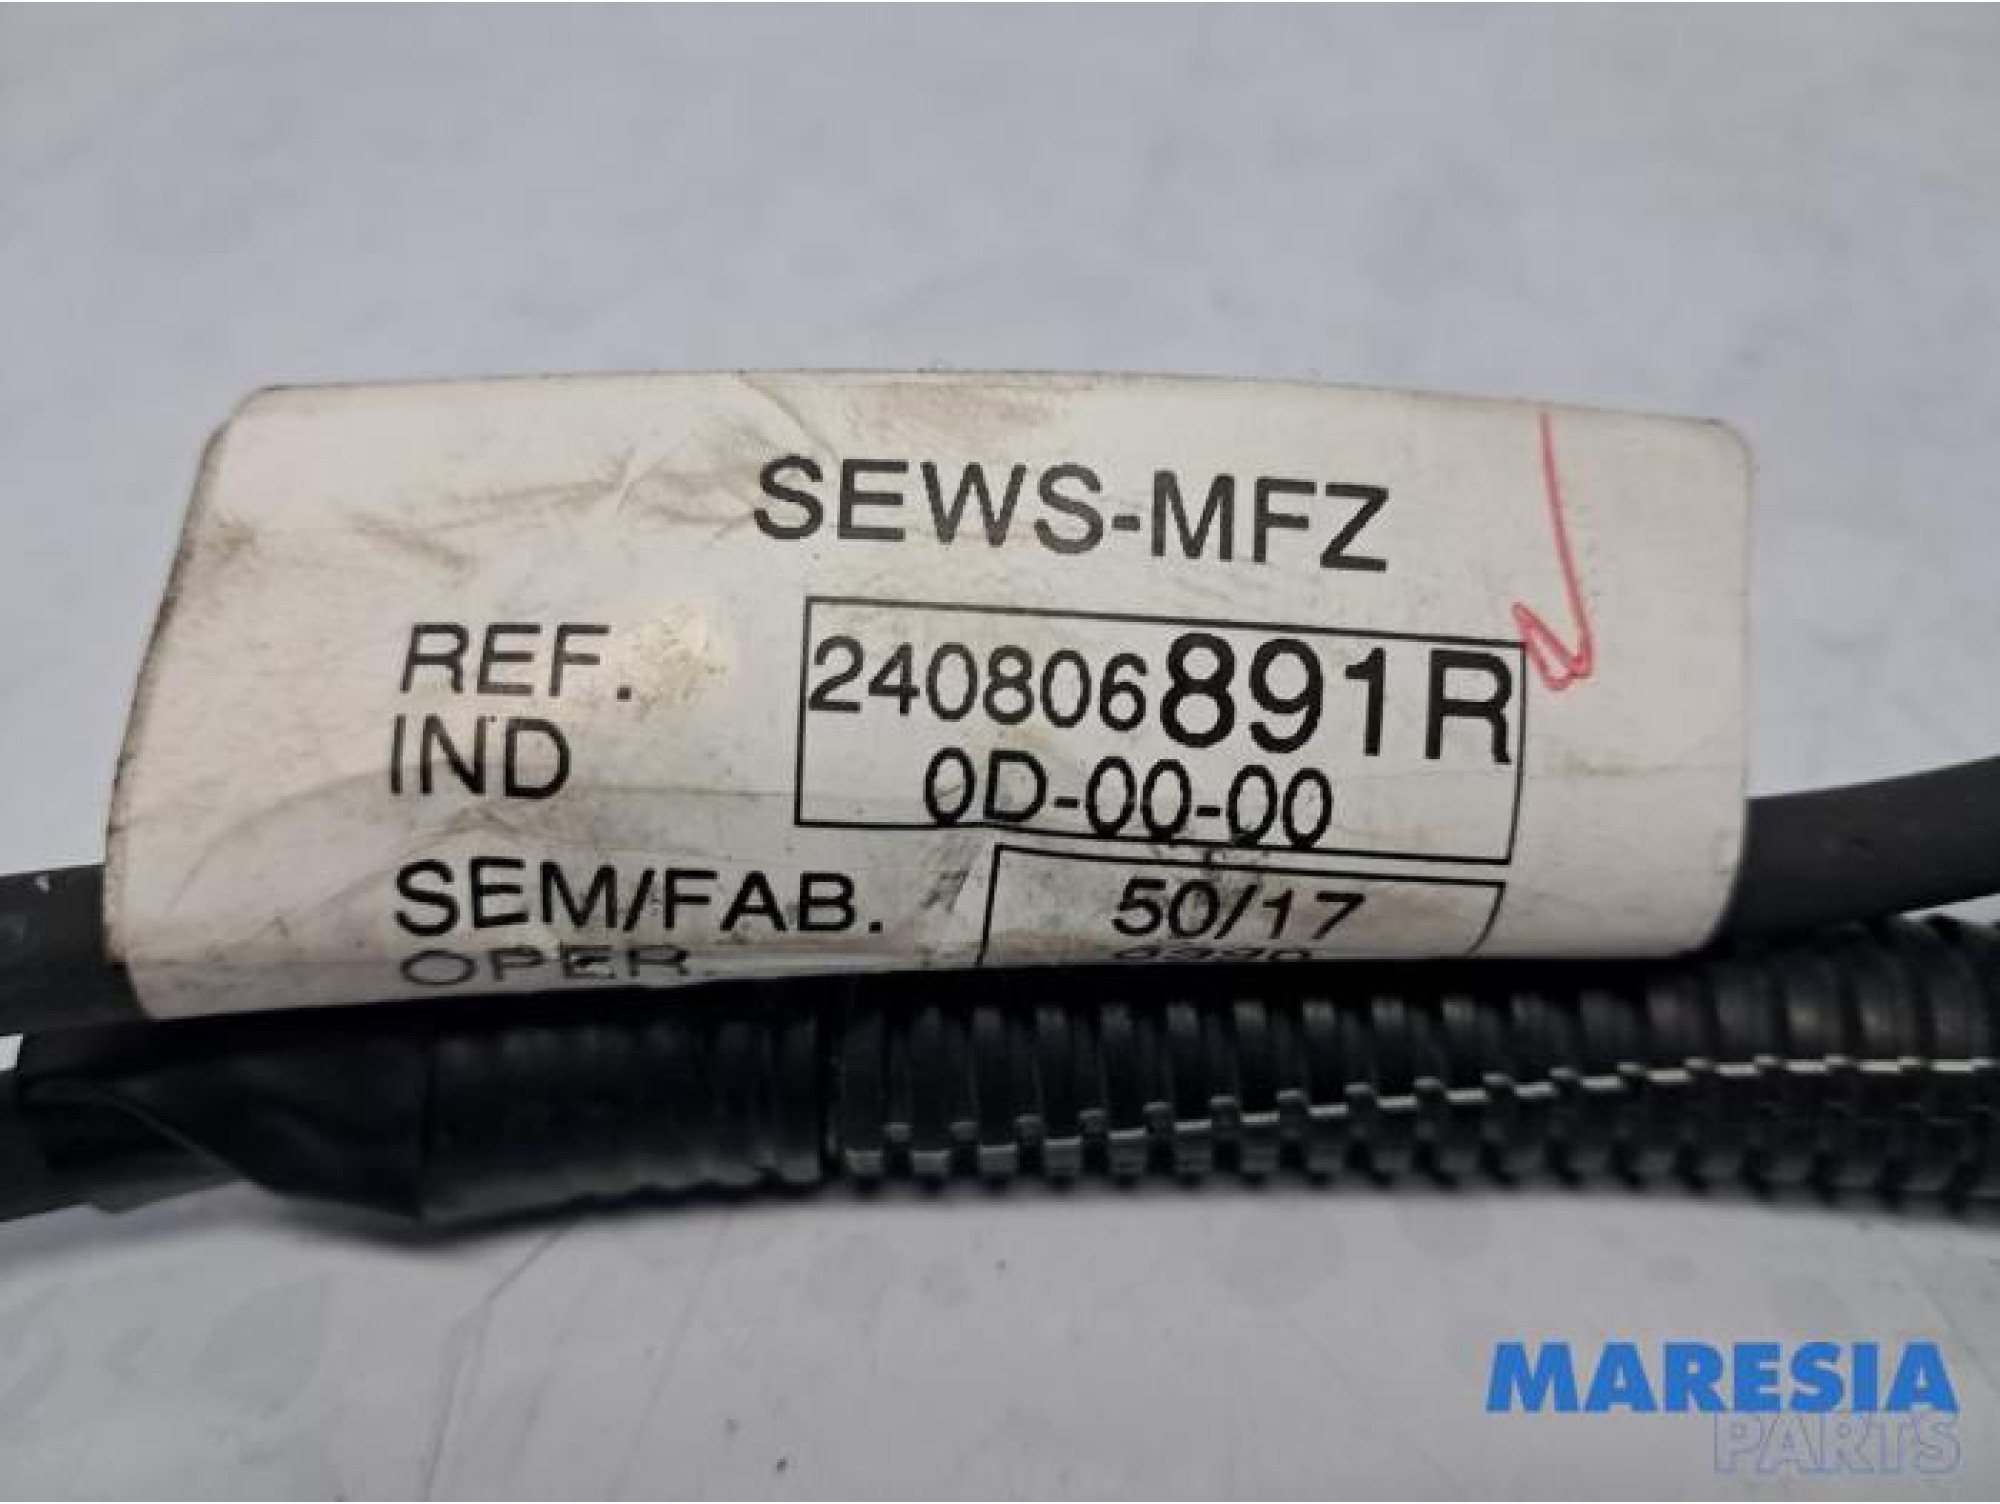 SEWS-MFZ
REF. 240806891R
IND 0D-00-00
SEM/FAB. 50/17
OPER.
MARESIA
PARTS